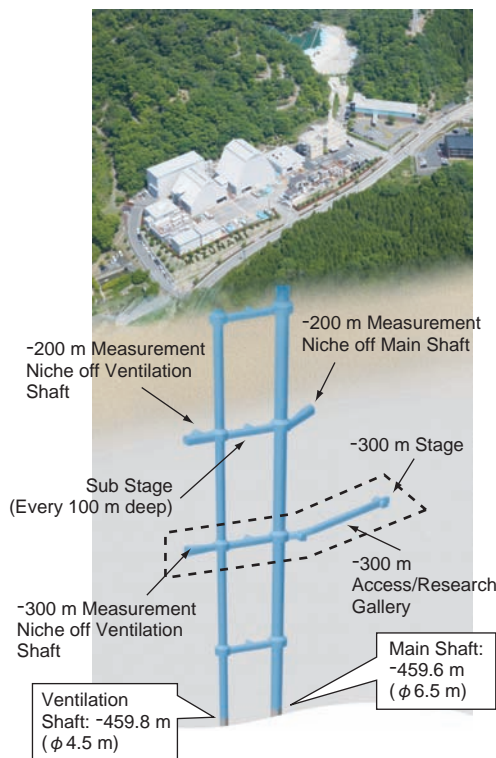 MIZUNAMI
-200 m Measurement
Niche off Ventilation
Shaft
-200 m Measurement
Niche off Main Shaft
-300 m Stage
Sub Stage
(Every 100 m deep)
-300 m
Access/Research
Gallery
-300 m Measurement
Niche off Ventilation
Shaft
Main Shaft:
-459.6 m
(φ6.5 m)
Ventilation
Shaft: -459.8 m
(φ4.5 m)